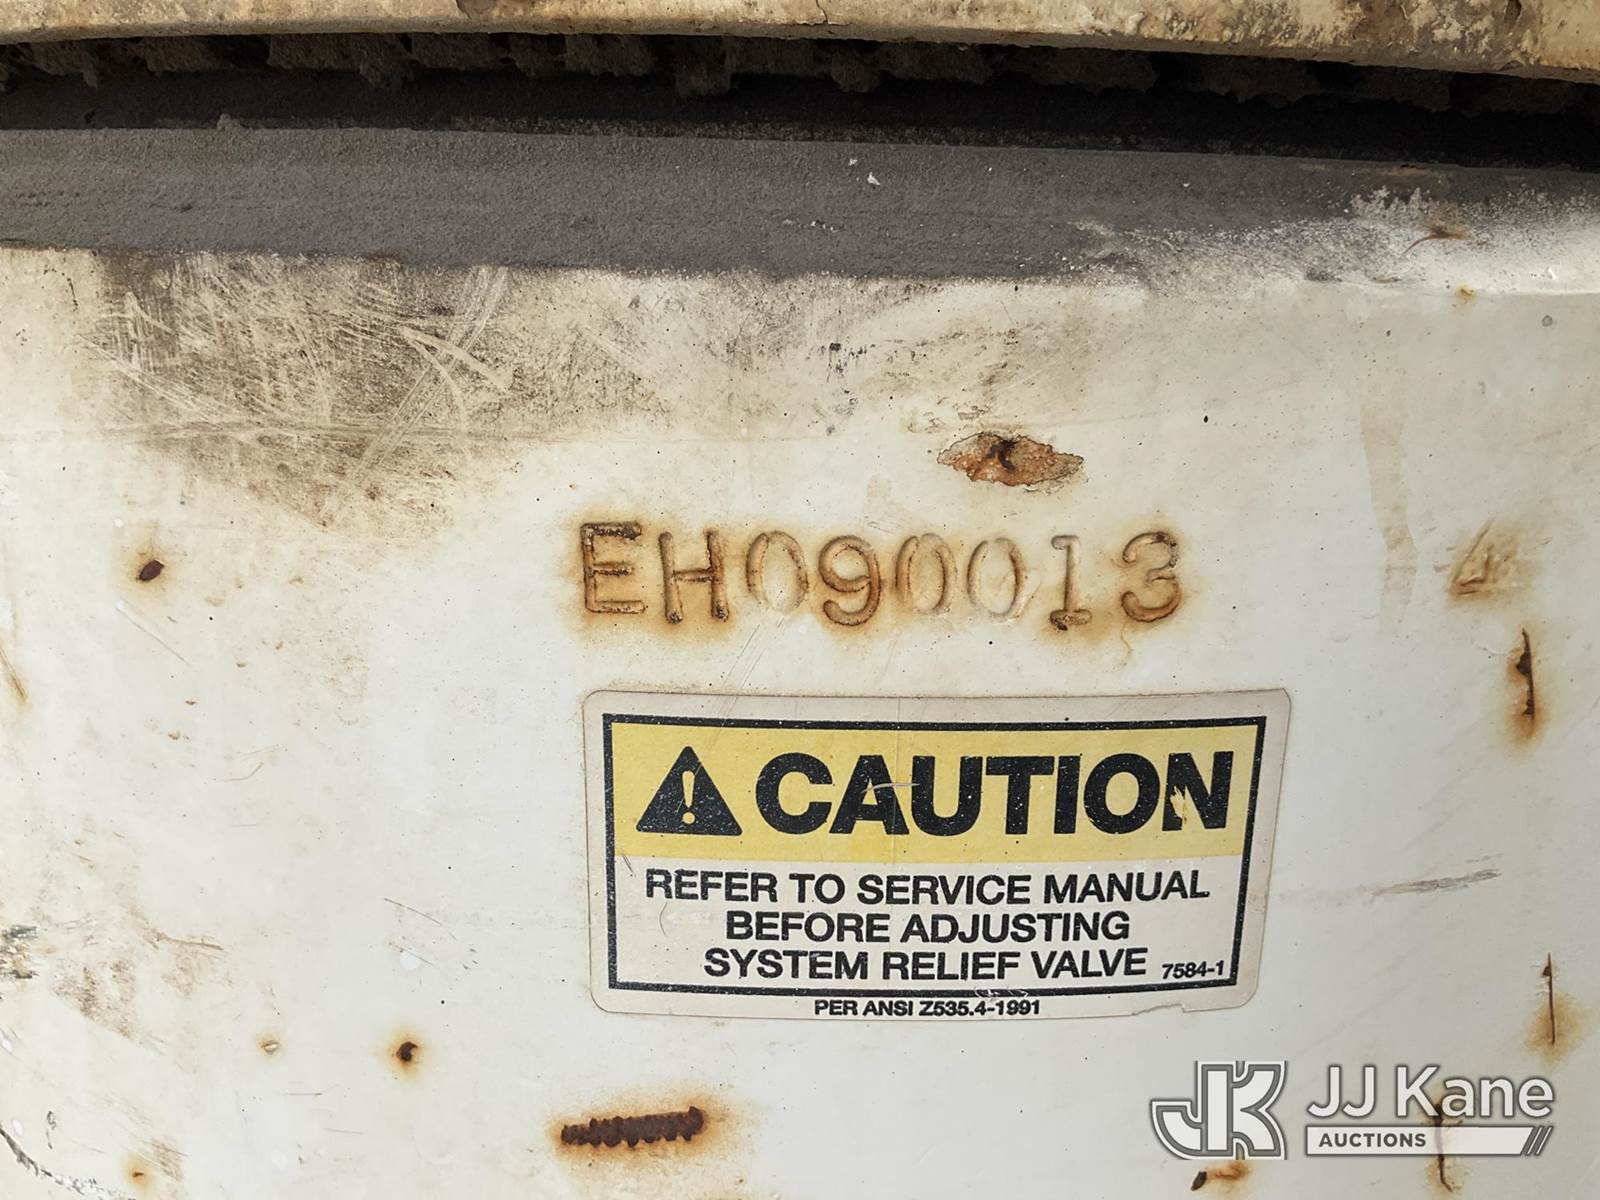 EH090013
CAUTION
REFER TO SERVICE MANUAL
BEFORE ADJUSTING
SYSTEM RELIEF VALVE 7584-1
PER ANSI Z535.4-1991
JK JJ Kane
AUCTIONS